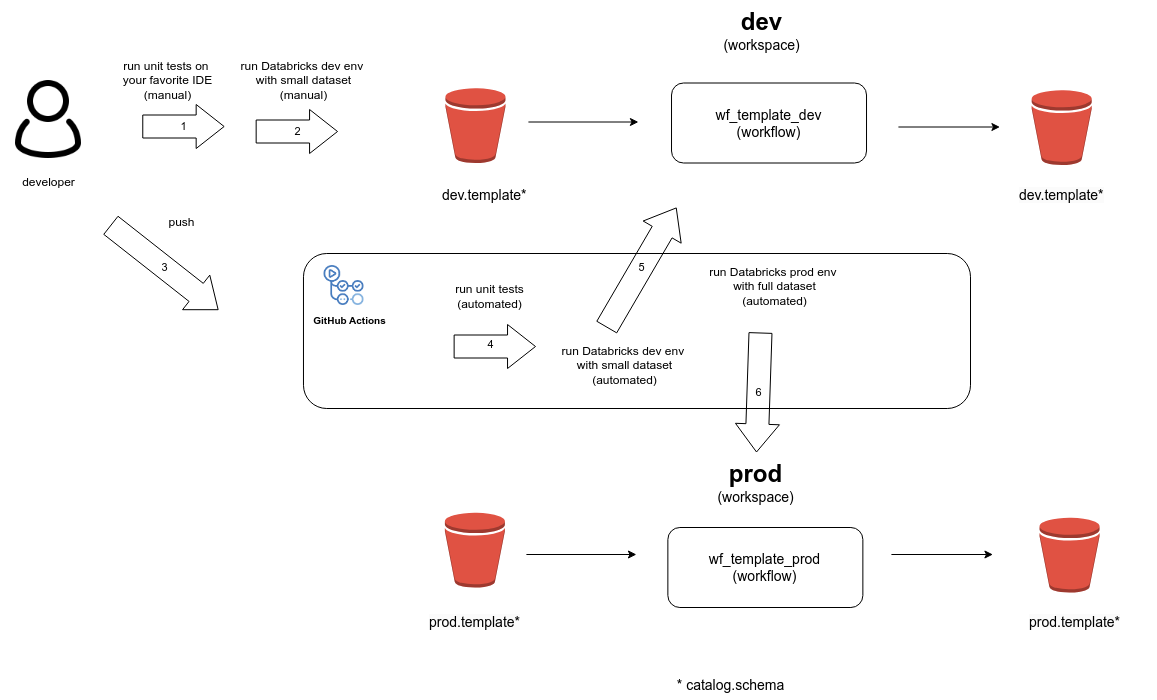 dev
(workspace)
run unit tests on
your favorite IDE
(manual)
1
run Databricks dev env
with small dataset
(manual)
2
developer
dev.template*
wf_template_dev
(workflow)
dev.template*
push
3
GitHub Actions
run unit tests
(automated)
4
5
run Databricks dev env
with small dataset
(automated)
run Databricks prod env
with full dataset
(automated)
6
prod
(workspace)
prod.template*
wf_template_prod
(workflow)
prod.template*
* catalog.schema